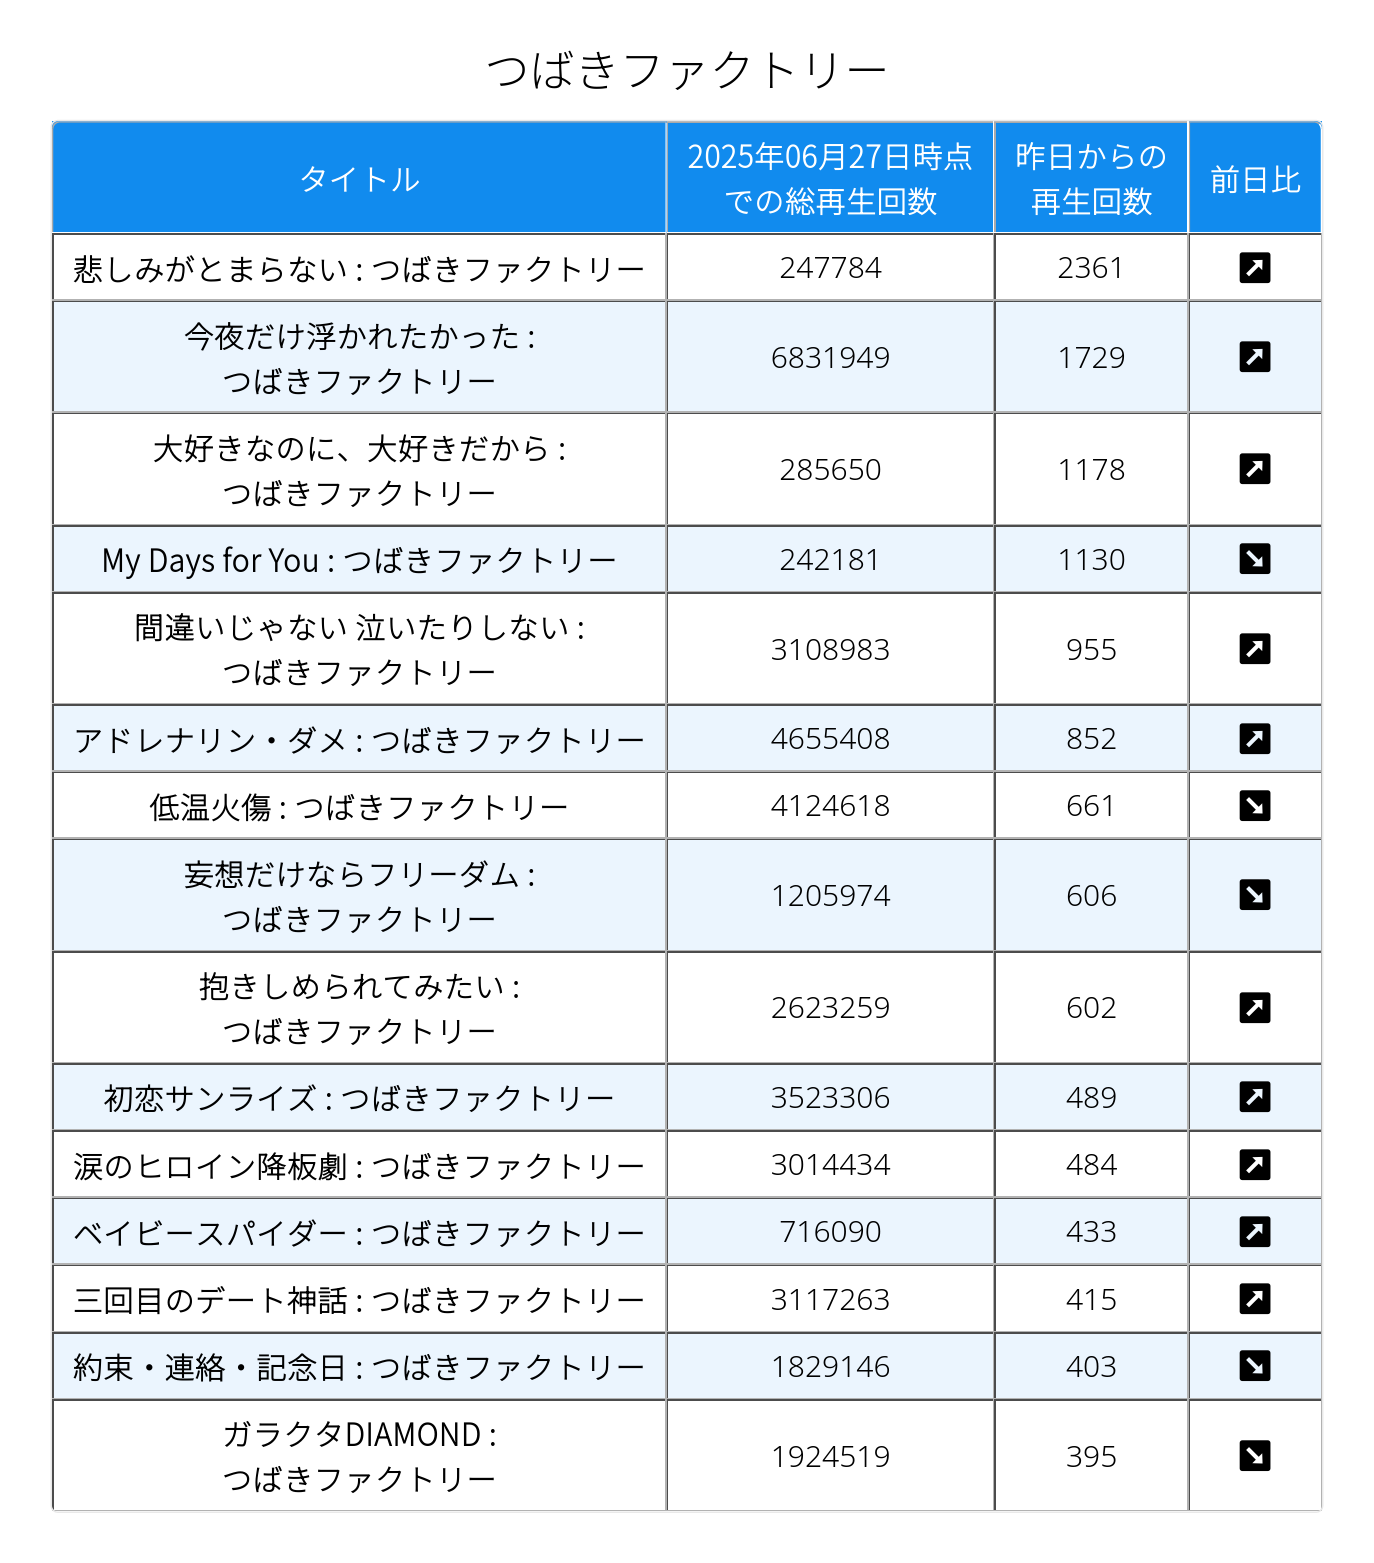 つばきファクトリー
タイトル
2025年06月27日時点
での総再生回数
昨日からの
再生回数
前日比
悲しみがとまらない : つばきファクトリー
247784
2361
今夜だけ浮かれたかった :
つばきファクトリー
6831949
1729
大好きなのに、大好きだから :
つばきファクトリー
285650
1178
My Days for You : つばきファクトリー
242181
1130
間違いじゃない 泣いたりしない :
つばきファクトリー
3108983
955
アドレナリン・ダメ : つばきファクトリー
4655408
852
低温火傷 : つばきファクトリー
4124618
661
妄想だけならフリーダム :
つばきファクトリー
1205974
606
抱きしめられてみたい :
つばきファクトリー
2623259
602
初恋サンライズ : つばきファクトリー
3523306
489
涙のヒロイン降板劇 : つばきファクトリー
3014434
484
ベイビースパイダー : つばきファクトリー
716090
433
三回目のデート神話 : つばきファクトリー
3117263
415
約束・連絡・記念日 : つばきファクトリー
1829146
403
ガラクタDIAMOND :
つばきファクトリー
1924519
395